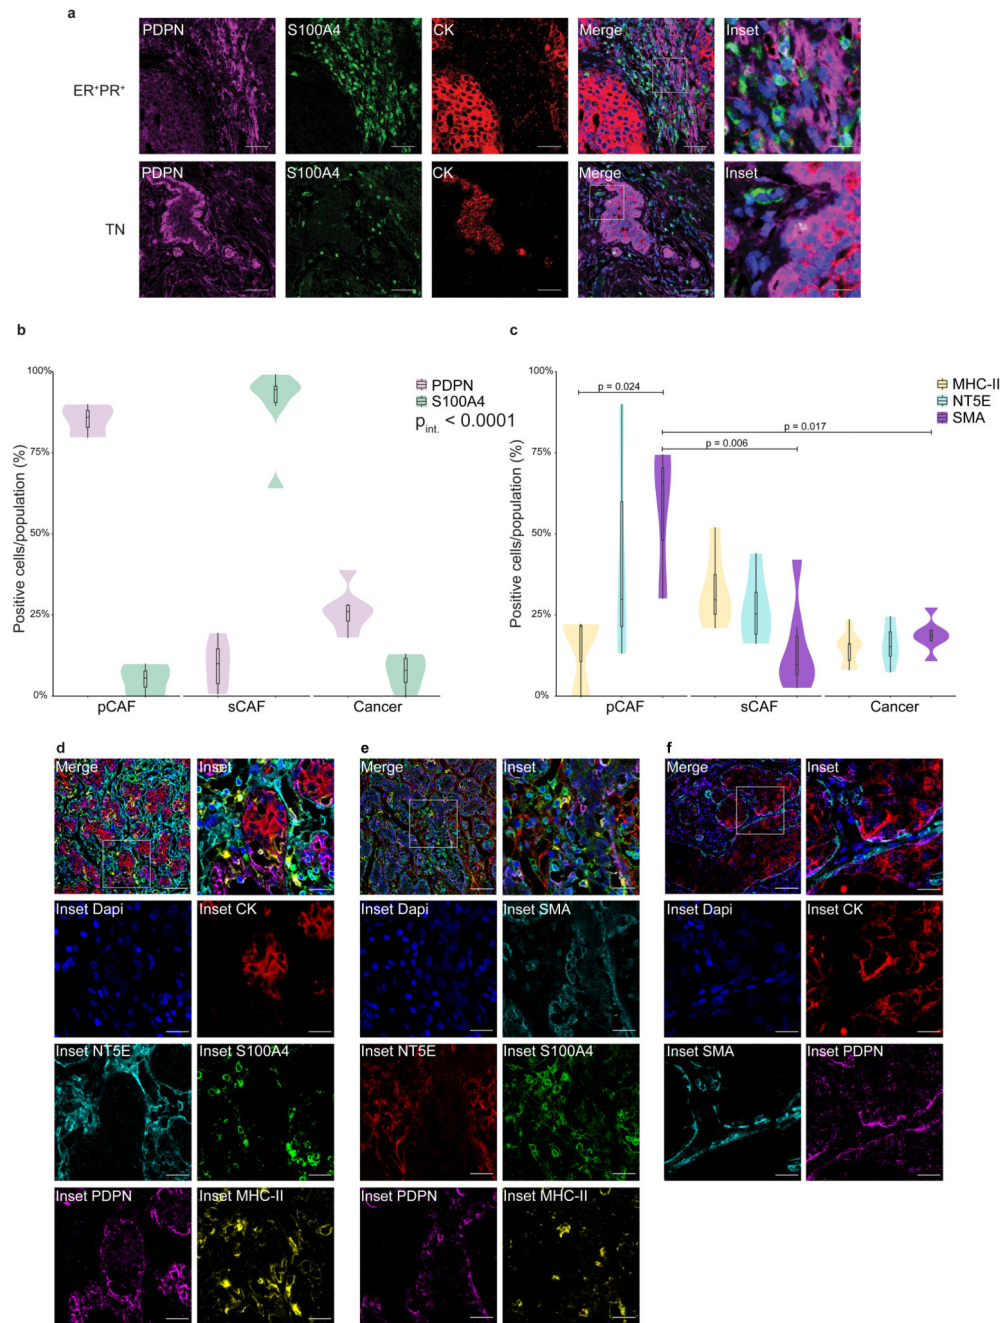 a
PDPN S100A4 CK Merge Inset
ER⁺PR⁺
PDPN S100A4 CK Merge Inset
TN
b
100%
75%
50%
25%
0%
Positive cells/population (%)
PDPN
S100A4
p int. < 0.0001
pCAF sCAF Cancer
c
100%
75%
50%
25%
0%
Positive cells/population (%)
MHC-II
NT5E
SMA
p = 0.024
p = 0.017
p = 0.006
pCAF sCAF Cancer
d
Merge Inset
Inset Dapi Inset CK
Inset NT5E Inset S100A4
Inset PDPN Inset MHC-II
e
Merge Inset
Inset Dapi Inset SMA
Inset NT5E Inset S100A4
Inset PDPN Inset MHC-II
f
Merge Inset
Inset Dapi Inset CK
Inset SMA Inset PDPN